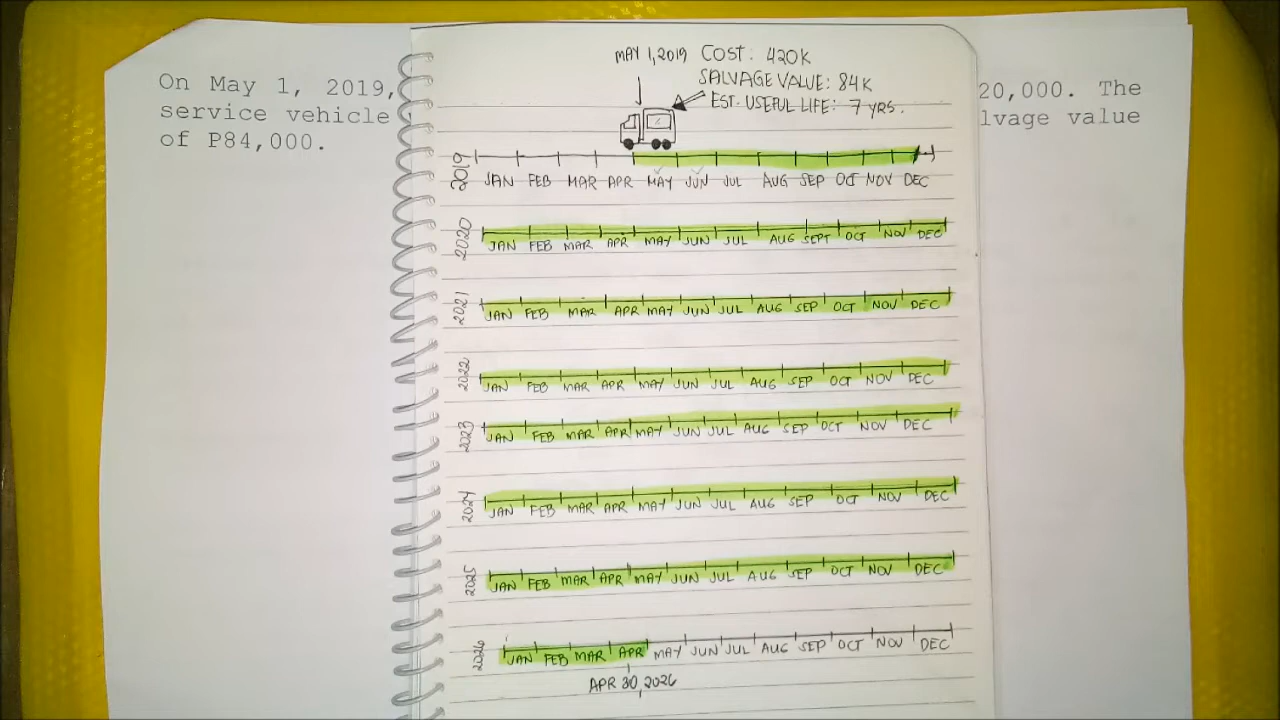 On May 1, 2019, 20,000. The
service vehicle lvage value
of P84,000.
MAY 1, 2019 COST: 420K
SALVAGE VALUE: 84K
EST. USEFUL LIFE: 7 YRS.
2019 JAN FEB MAR APR MAY JUN JUL AUG SEP OCT NOV DEC
2020 JAN FEB MAR APR MAY JUN JUL AUG SEPT OCT NOV DEC
2021 JAN FEB MAR APR MAY JUN JUL AUG SEP OCT NOV DEC
2022 JAN FEB MAR APR MAY JUN JUL AUG SEP OCT NOV DEC
2023 JAN FEB MAR APR MAY JUN JUL AUG SEP OCT NOV DEC
2024 JAN FEB MAR APR MAY JUN JUL AUG SEP OCT NOV DEC
2025 JAN FEB MAR APR MAY JUN JUL AUG SEP OCT NOV DEC
2026 JAN FEB MAR APR MAY JUN JUL AUG SEP OCT NOV DEC
APR 30, 2026